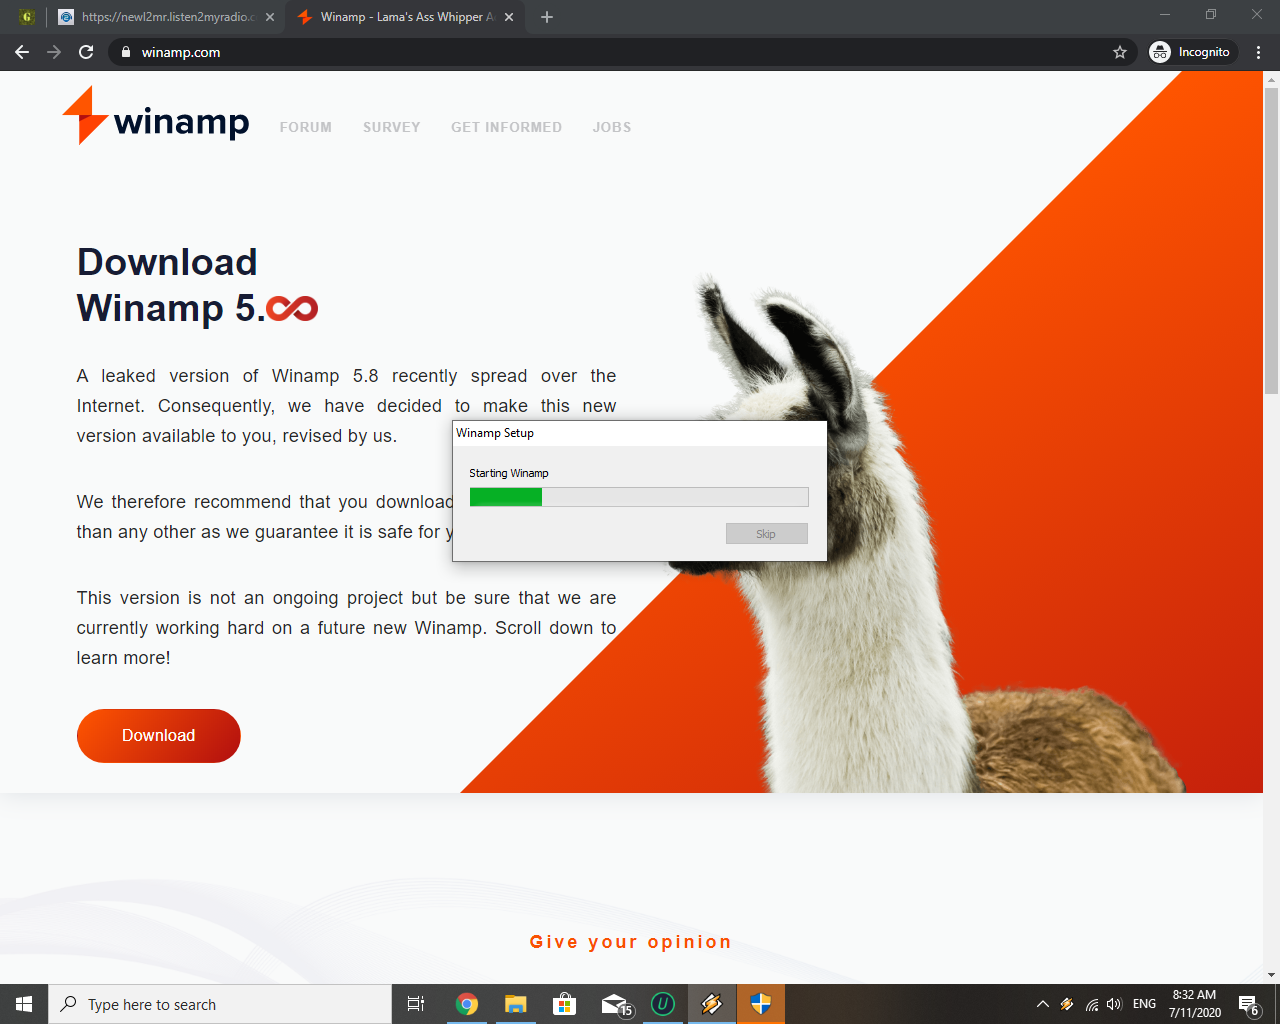 G
https://newl2mr.listen2myradio.c
Winamp - Lama's Ass Whipper A
winamp.com
Incognito
winamp
FORUM
SURVEY
GET INFORMED
JOBS
Download
Winamp 5.∞
A leaked version of Winamp 5.8 recently spread over the
Internet. Consequently, we have decided to make this new
version available to you, revised by us.
We therefore recommend that you download
than any other as we guarantee it is safe for y
Winamp Setup
Starting Winamp
Skip
This version is not an ongoing project but be sure that we are
currently working hard on a future new Winamp. Scroll down to
learn more!
Download
Give your opinion
Type here to search
15
U
ENG
8:32 AM
7/11/2020
6